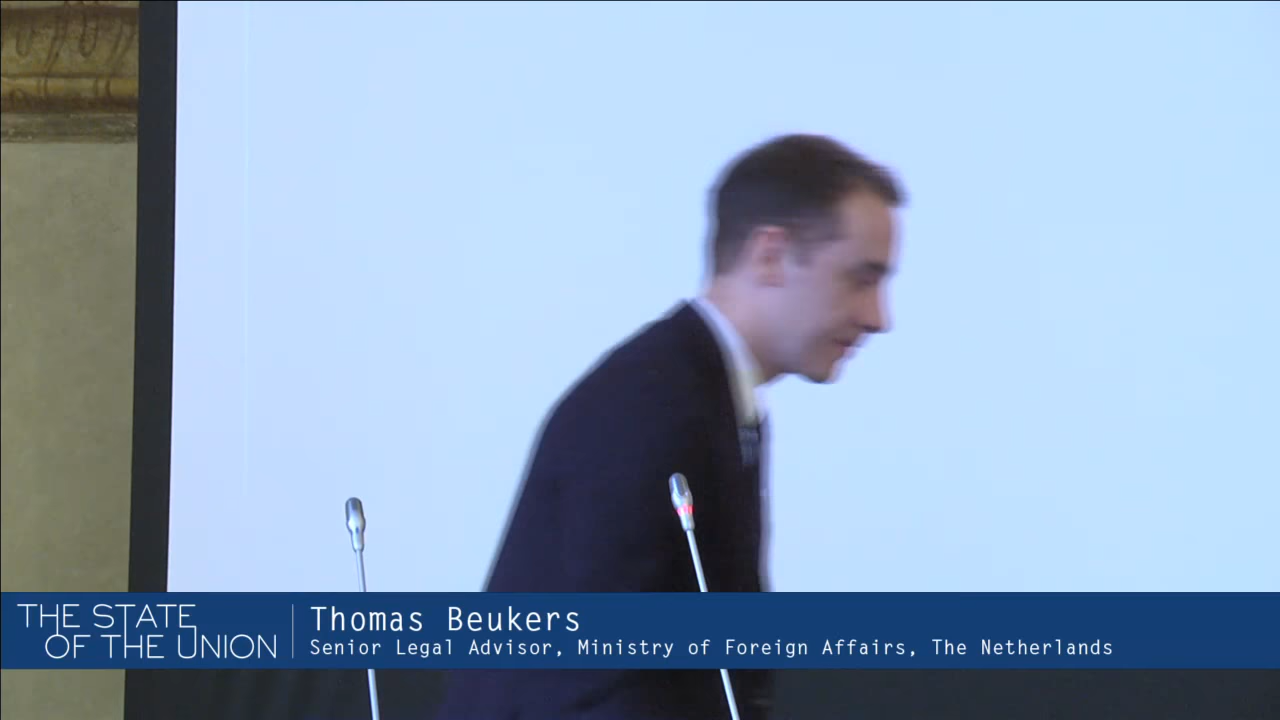 THE STATE
OF THE UNION
Thomas Beukers
Senior Legal Advisor, Ministry of Foreign Affairs, The Netherlands